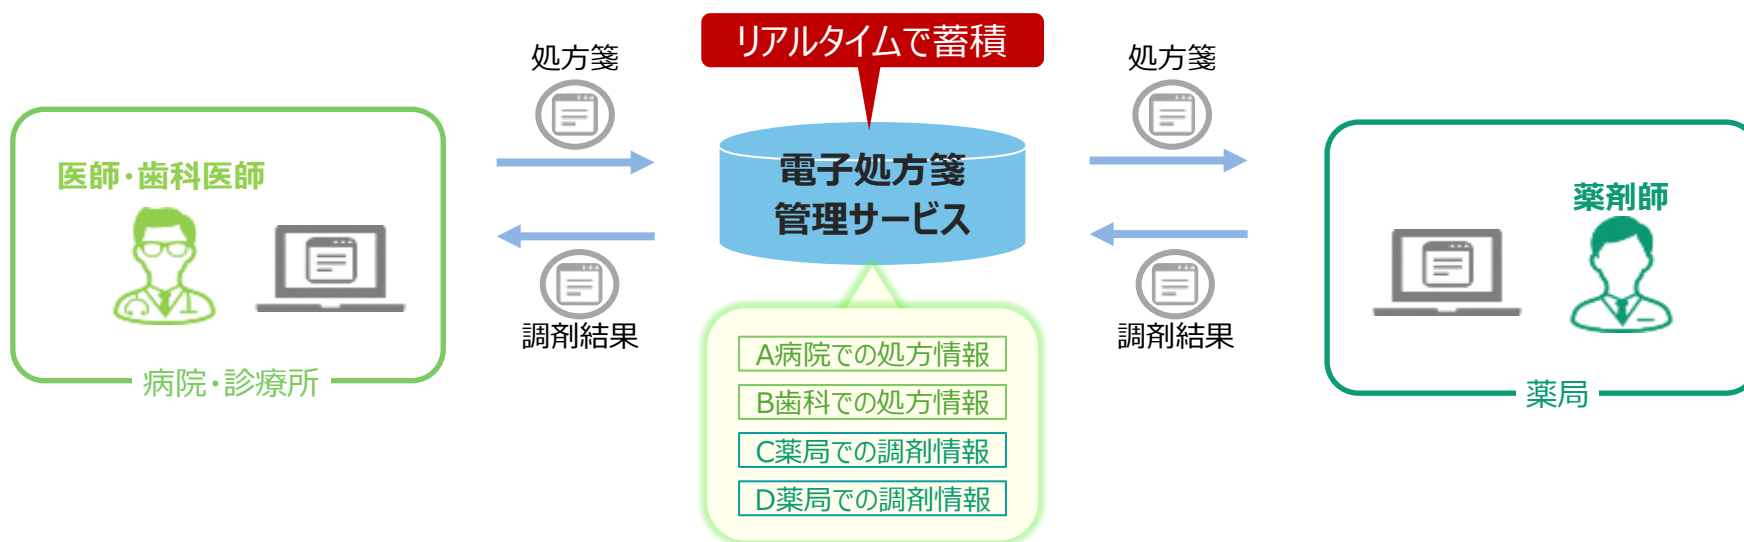 リアルタイムで蓄積
処方箋
処方箋
医師・歯科医師
電子処方箋
管理サービス
薬剤師
調剤結果
調剤結果
病院・診療所
薬局
A病院での処方情報
B歯科での処方情報
C薬局での調剤情報
D薬局での調剤情報